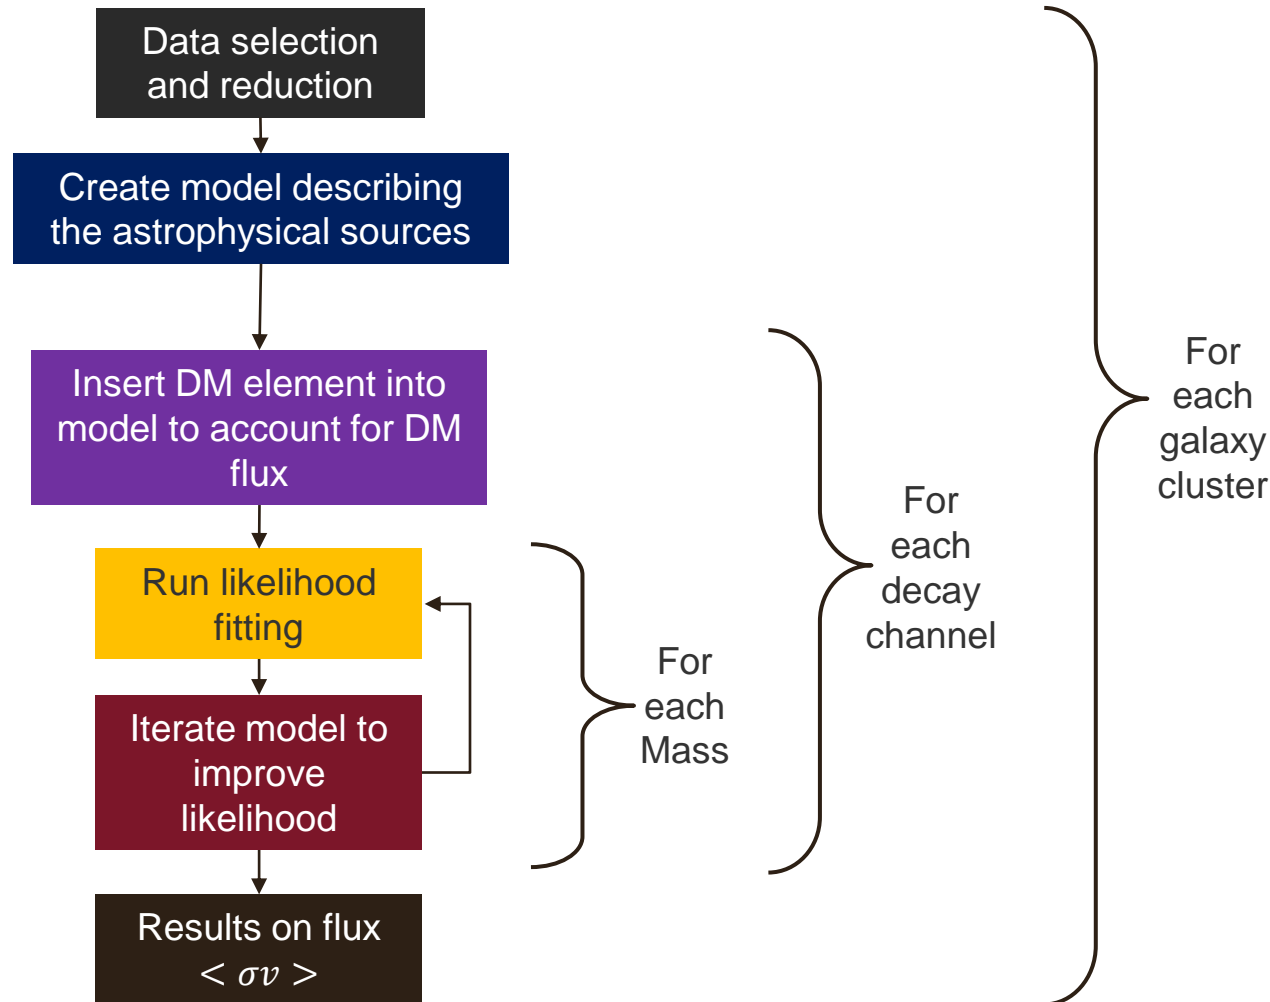 Data selection
and reduction
Create model describing
the astrophysical sources
Insert DM element into
model to account for DM
flux
Run likelihood
fitting
Iterate model to
improve
likelihood
Results on flux
< 𝜎𝑣 >
For
each
Mass
For
each
decay
channel
For
each
galaxy
cluster